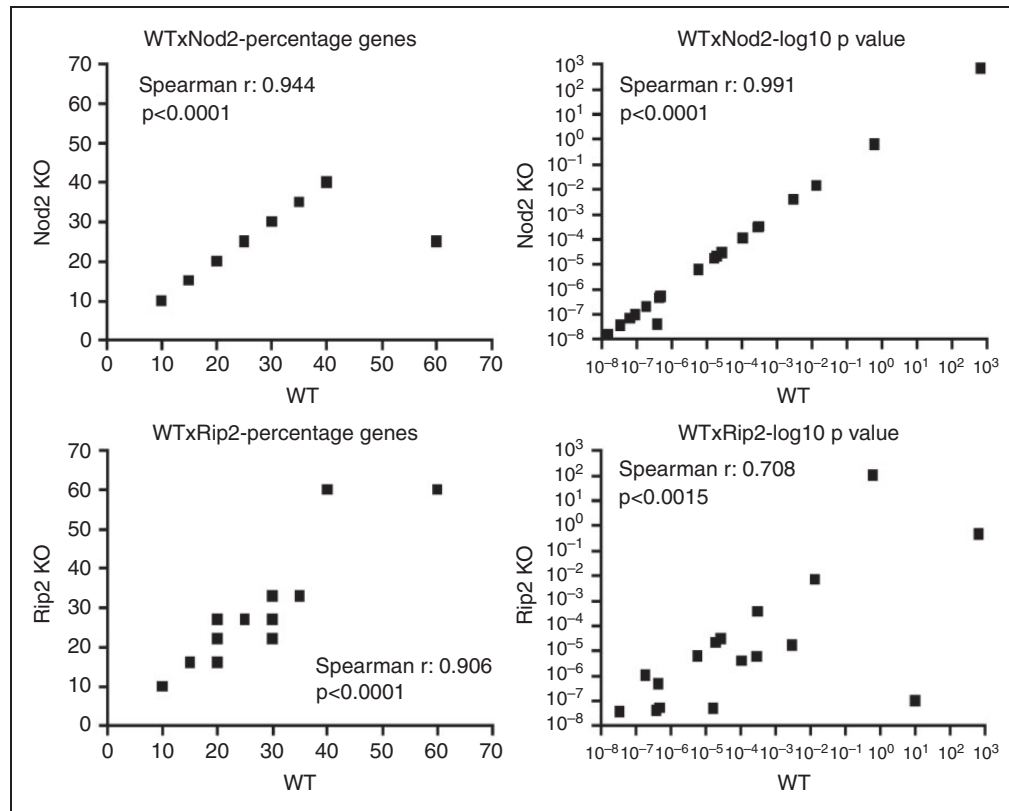 WTxNod2-percentage genes
70
60
50
40
30
20
10
0
Nod2 KO
Spearman r: 0.944
p<0.0001
0 10 20 30 40 50 60 70
WT
WTxNod2-log10 p value
10³
10²
10¹
10⁰
10⁻¹
10⁻²
10⁻³
10⁻⁴
10⁻⁵
10⁻⁶
10⁻⁷
10⁻⁸
Nod2 KO
Spearman r: 0.991
p<0.0001
10⁻⁸ 10⁻⁷ 10⁻⁶ 10⁻⁵ 10⁻⁴ 10⁻³ 10⁻² 10⁻¹ 10⁰ 10² 10³
WT
WTxRip2-percentage genes
70
60
50
40
30
20
10
0
Rip2 KO
Spearman r: 0.906
p<0.0001
0 10 20 30 40 50 60 70
WT
WTxRip2-log10 p value
10³
10²
10¹
10⁰
10⁻¹
10⁻²
10⁻³
10⁻⁴
10⁻⁵
10⁻⁶
10⁻⁷
10⁻⁸
Rip2 KO
Spearman r: 0.708
p<0.0015
10⁻⁸ 10⁻⁷ 10⁻⁶ 10⁻⁵ 10⁻⁴ 10⁻³ 10⁻² 10⁻¹ 10⁰ 10¹ 10² 10³
WT